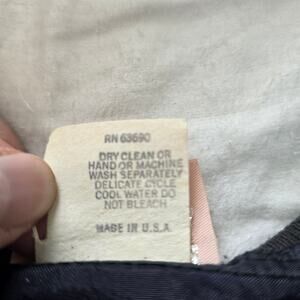 RN 63690
DRY CLEAN OR
HAND OR MACHINE
WASH SEPARATELY
DELICATE CYCLE
COOL WATER DO
NOT BLEACH
MADE IN U.S.A.